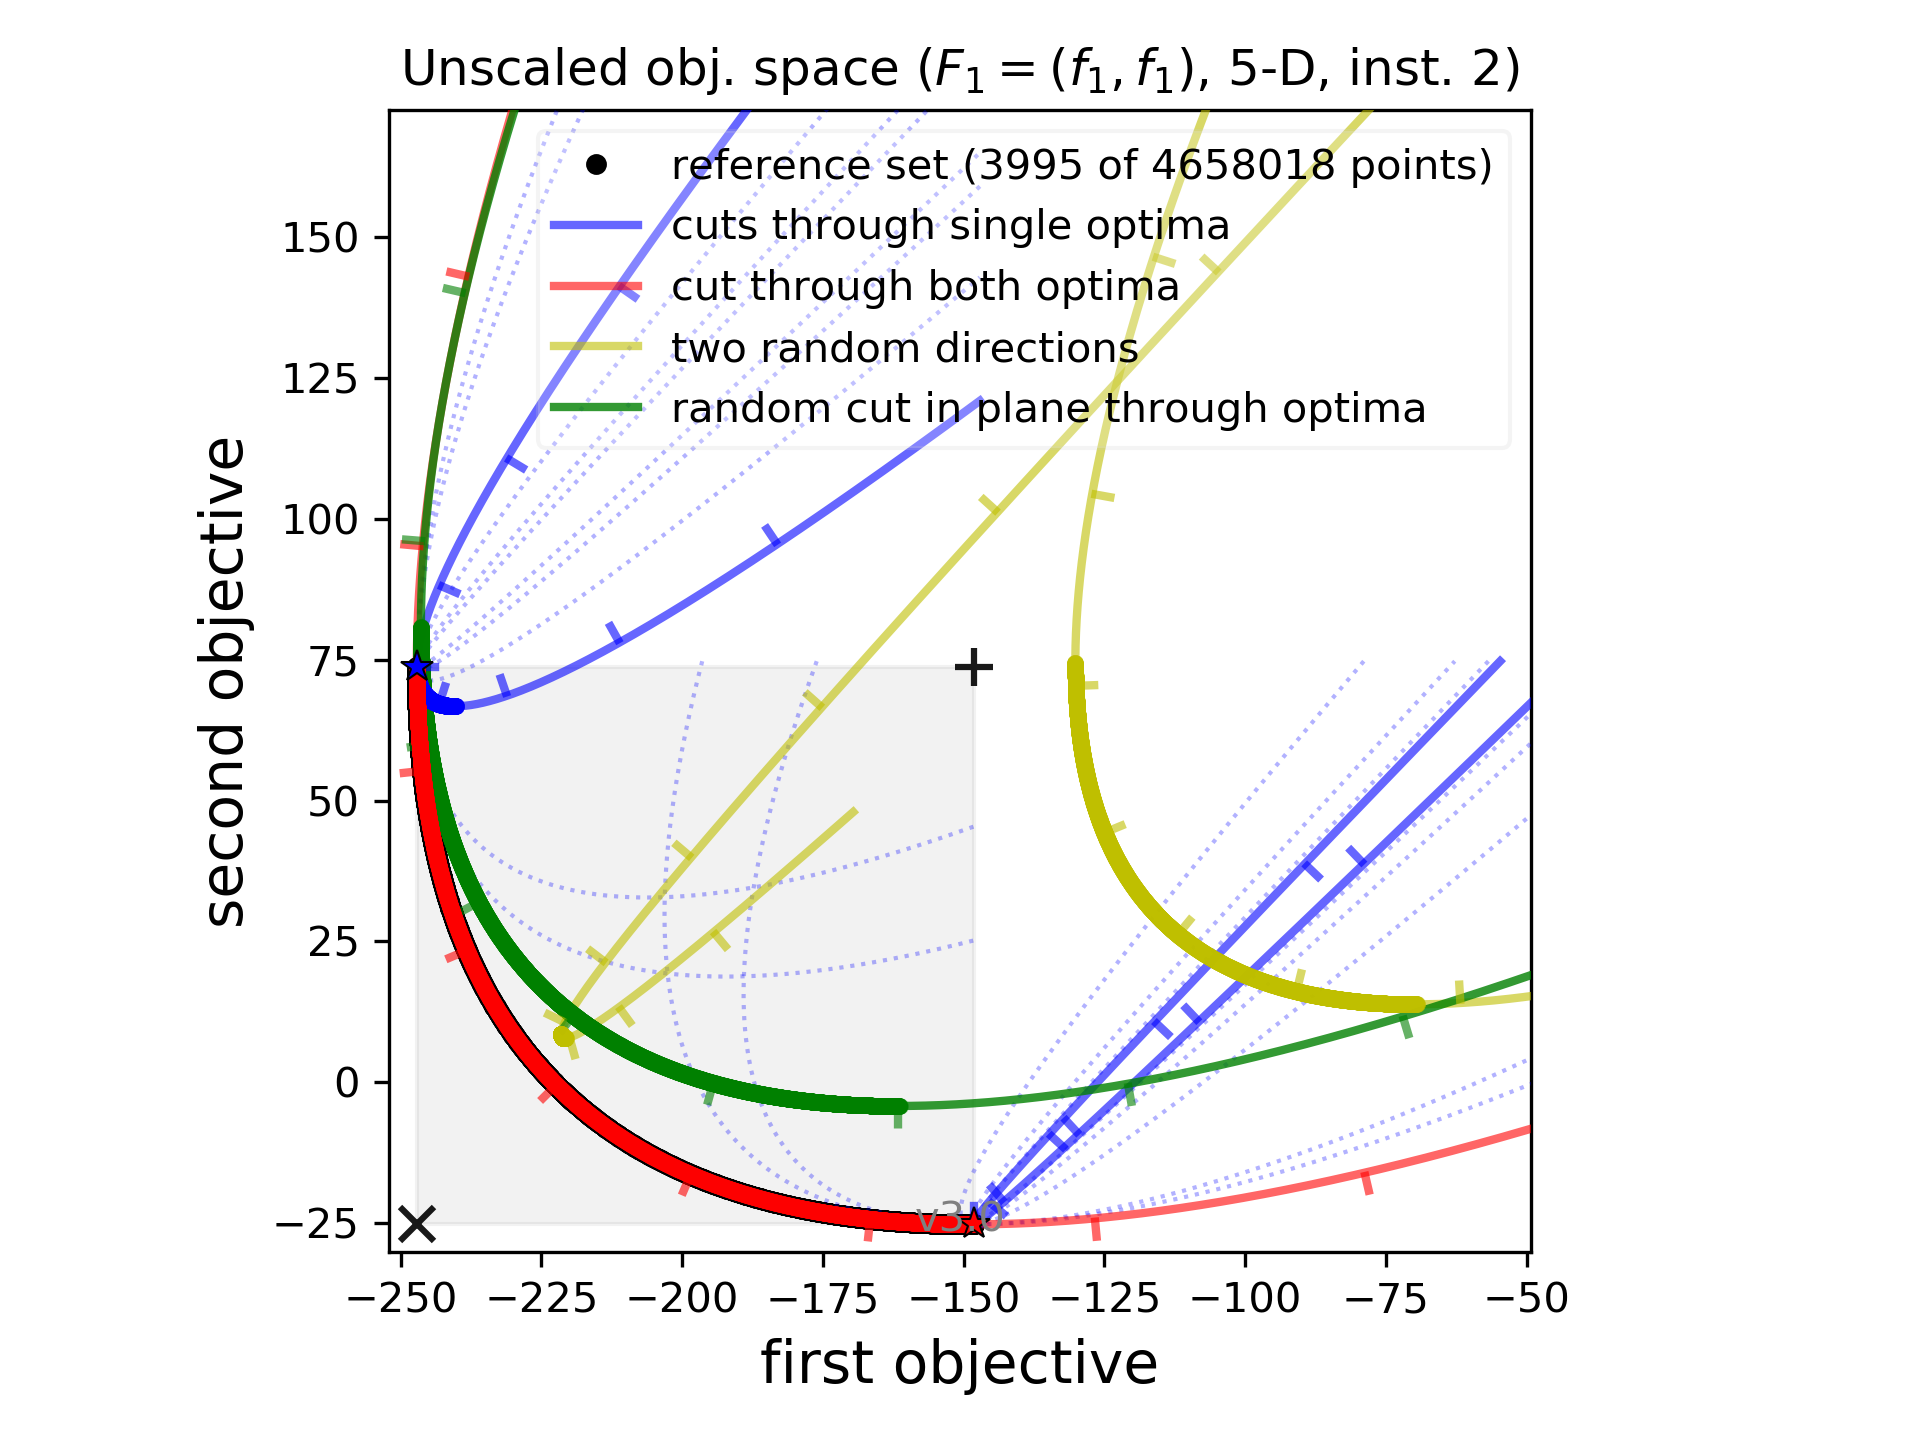 Unscaled obj. space (F₁ = (f₁, f₁), 5-D, inst. 2)
reference set (3995 of 4658018 points)
cuts through single optima
cut through both optima
two random directions
random cut in plane through optima
second objective
150
125
100
75
50
25
0
−25
v3.0
−250 −225 −200 −175 −150 −125 −100 −75 −50
first objective